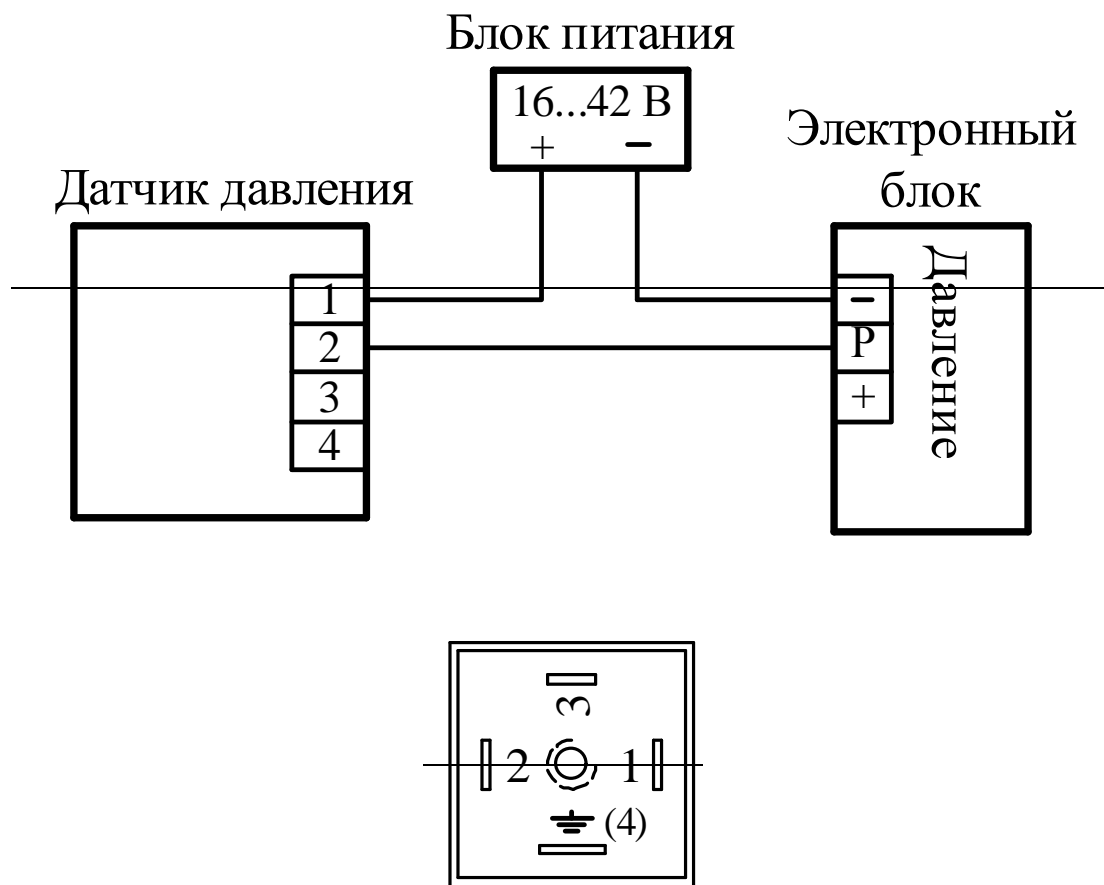 Блок питания
16...42 В
+ −
Электронный
блок
Датчик давления
1
2
3
4
-
P
+
Давление
3
2
1
(4)